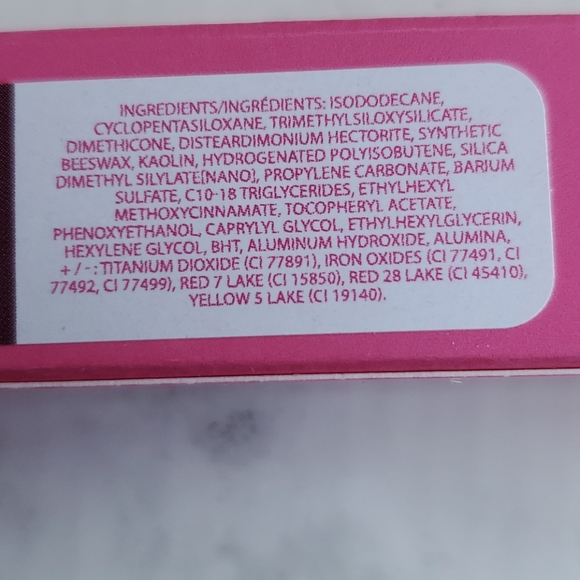 INGREDIENTS/INGRÉDIENTS: ISODODECANE,
CYCLOPENTASILOXANE, TRIMETHYLSILOXYSILICATE,
DIMETHICONE, DISTEARDIMONIUM HECTORITE, SYNTHETIC
BEESWAX, KAOLIN, HYDROGENATED POLYISOBUTENE, SILICA
DIMETHYL SILYLATE[NANO], PROPYLENE CARBONATE, BARIUM
SULFATE, C10-18 TRIGLYCERIDES, ETHYLHEXYL
METHOXYCINNAMATE, TOCOPHERYL ACETATE,
PHENOXYETHANOL, CAPRYLYL GLYCOL, ETHYLHEXYLGLYCERIN,
HEXYLENE GLYCOL, BHT, ALUMINUM HYDROXIDE, ALUMINA,
+ / - : TITANIUM DIOXIDE (CI 77891), IRON OXIDES (CI 77491, CI
77492, CI 77499), RED 7 LAKE (CI 15850), RED 28 LAKE (CI 45410),
YELLOW 5 LAKE (CI 19140).